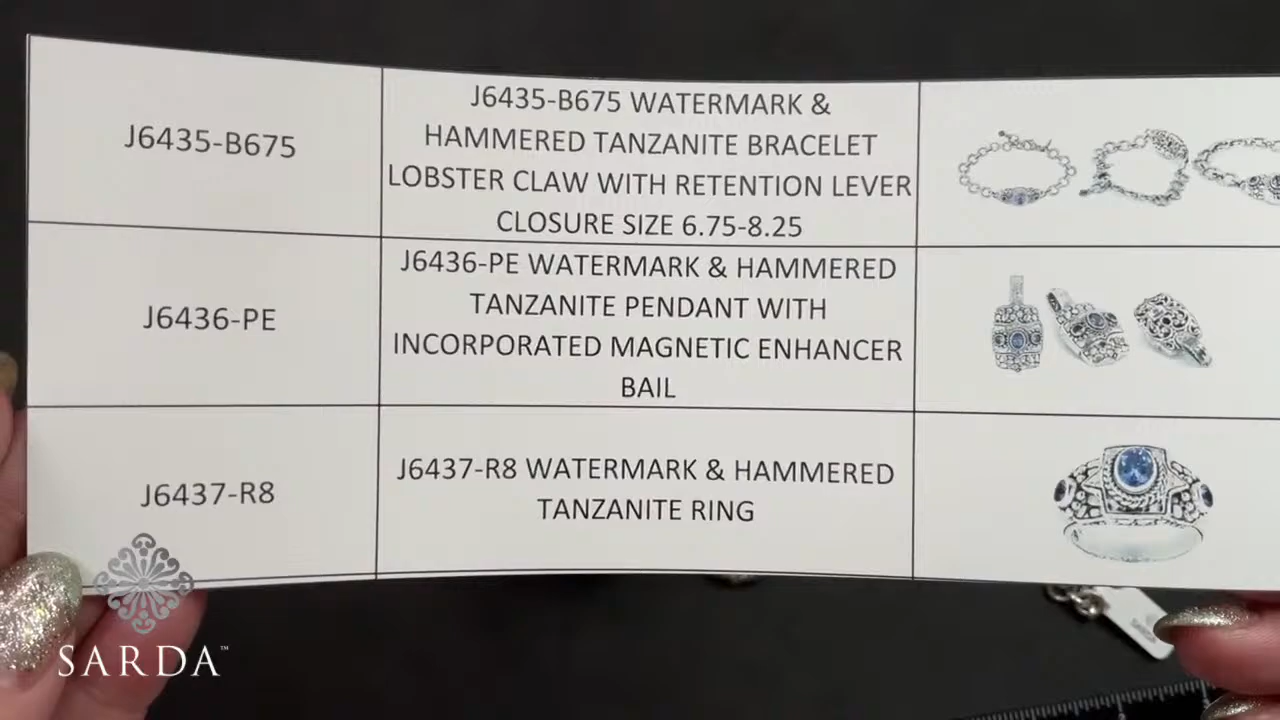 J6435-B675
J6435-B675 WATERMARK &
HAMMERED TANZANITE BRACELET
LOBSTER CLAW WITH RETENTION LEVER
CLOSURE SIZE 6.75-8.25
J6436-PE
J6436-PE WATERMARK & HAMMERED
TANZANITE PENDANT WITH
INCORPORATED MAGNETIC ENHANCER
BAIL
J6437-R8
J6437-R8 WATERMARK & HAMMERED
TANZANITE RING
SARDA™